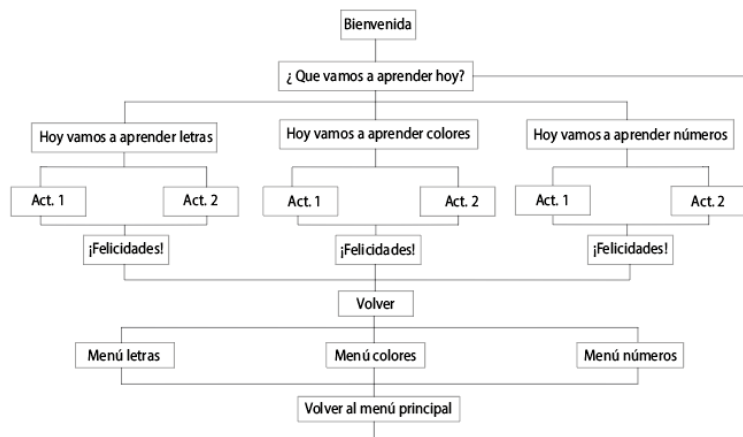 Bienvenida
¿ Que vamos a aprender hoy?
Hoy vamos a aprender letras
Hoy vamos a aprender colores
Hoy vamos a aprender números
Act. 1
Act. 2
Act. 1
Act. 2
Act. 1
Act. 2
¡Felicidades!
¡Felicidades!
¡Felicidades!
Volver
Menú letras
Menú colores
Menú números
Volver al menú principal